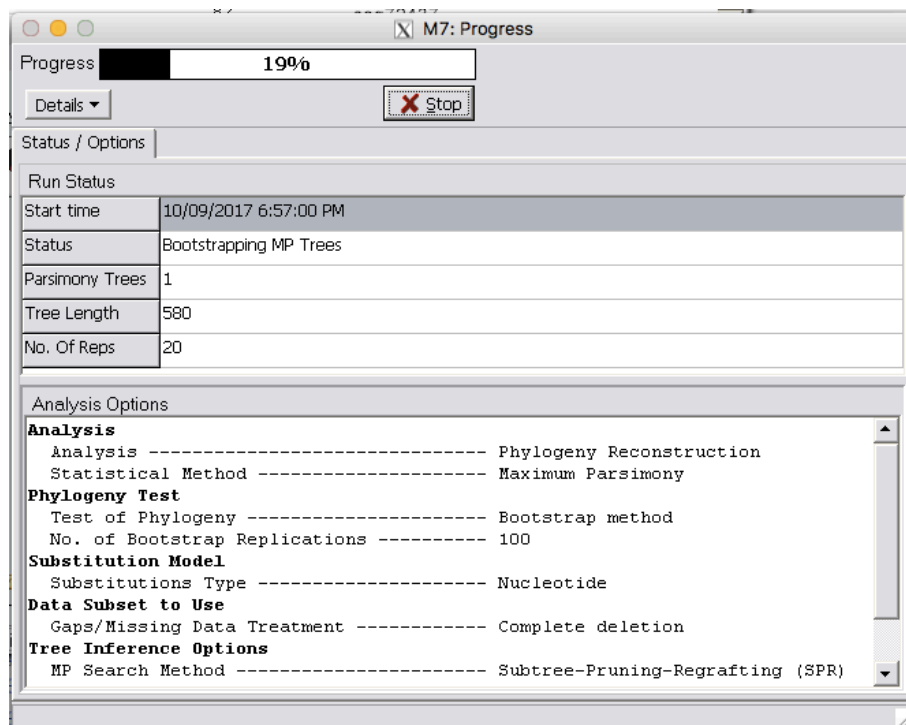 M7: Progress
Progress 19%
Details
Stop
Status / Options
Run Status
Start time 10/09/2017 6:57:00 PM
Status Bootstrapping MP Trees
Parsimony Trees 1
Tree Length 580
No. Of Reps 20
Analysis Options
Analysis
Analysis ------------------------------- Phylogeny Reconstruction
Statistical Method --------------------- Maximum Parsimony
Phylogeny Test
Test of Phylogeny ---------------------- Bootstrap method
No. of Bootstrap Replications ---------- 100
Substitution Model
Substitutions Type --------------------- Nucleotide
Data Subset to Use
Gaps/Missing Data Treatment ------------ Complete deletion
Tree Inference Options
MP Search Method ----------------------- Subtree-Pruning-Regrafting (SPR)